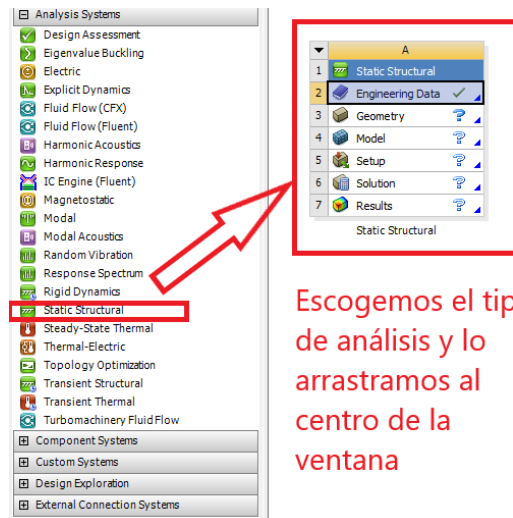 Analysis Systems
Design Assessment
Eigenvalue Buckling
Electric
Explicit Dynamics
Fluid Flow (CFX)
Fluid Flow (Fluent)
Harmonic Acoustics
Harmonic Response
IC Engine (Fluent)
Magnetostatic
Modal
Modal Acoustics
Random Vibration
Response Spectrum
Rigid Dynamics
Static Structural
Steady-State Thermal
Thermal-Electric
Topology Optimization
Transient Structural
Transient Thermal
Turbomachinery Fluid Flow
Component Systems
Custom Systems
Design Exploration
External Connection Systems
A
1 Static Structural
2 Engineering Data
3 Geometry ?
4 Model ?
5 Setup ?
6 Solution ?
7 Results ?
Static Structural
Escogemos el tip
de análisis y lo
arrastramos al
centro de la
ventana